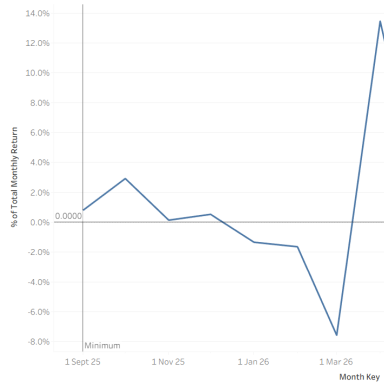 14.0%
12.0%
10.0%
8.0%
6.0%
4.0%
2.0%
0.0000
0.0%
-2.0%
-4.0%
-6.0%
-8.0%
% of Total Monthly Return
Minimum
1 Sept 25
1 Nov 25
1 Jan 26
1 Mar 26
Month Key